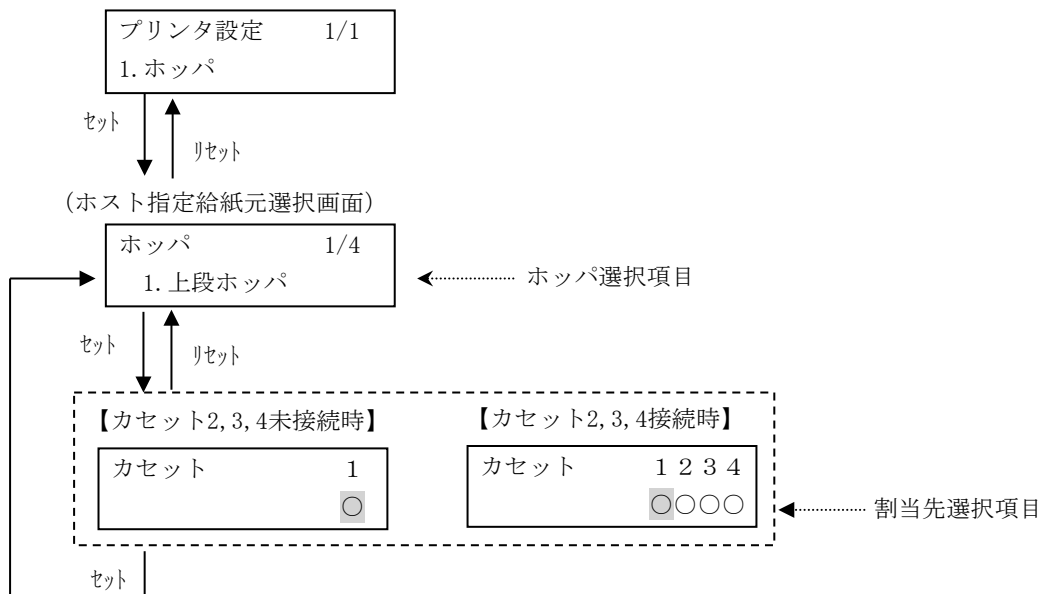 プリンタ設定 1/1
1.ホッパ
ｾｯﾄ
ﾘｾｯﾄ
(ホスト指定給紙元選択画面)
ホッパ 1/4
1.上段ホッパ
ホッパ選択項目
ｾｯﾄ
ﾘｾｯﾄ
【カセット2,3,4未接続時】
【カセット2,3,4接続時】
カセット 1
○
カセット １２３４
○○○○
割当先選択項目
ｾｯﾄ